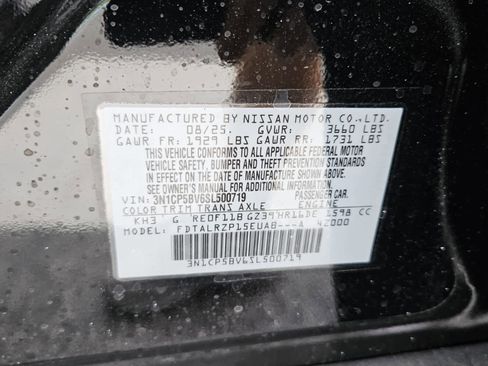 MANUFACTURED BY NISSAN MOTOR CO., LTD.
DATE: 08/25. GVWR: 3660 LBS
GAWR FR: 1929 LBS GAWR RR: 1731 LBS
THIS VEHICLE CONFORMS TO ALL APPLICABLE FEDERAL MOTOR
VEHICLE SAFETY, BUMPER AND THEFT PREVENTION STANDARDS
IN EFFECT ON THE DATE OF MANUFACTURE SHOWN ABOVE.
SEE OWNER'S MANUAL FOR ADDITIONAL INFORMATION.
VIN: 3N1CP5BV6SL500719 PASSENGER CAR.
COLOR TRIM TRANS AXLE ENGINE
KH3 G RE0F11B GZ39 HR16DE 1598 CC
MODEL: FDTALRZP15EUAB---A 42000
3N1CP5BV6SL500719